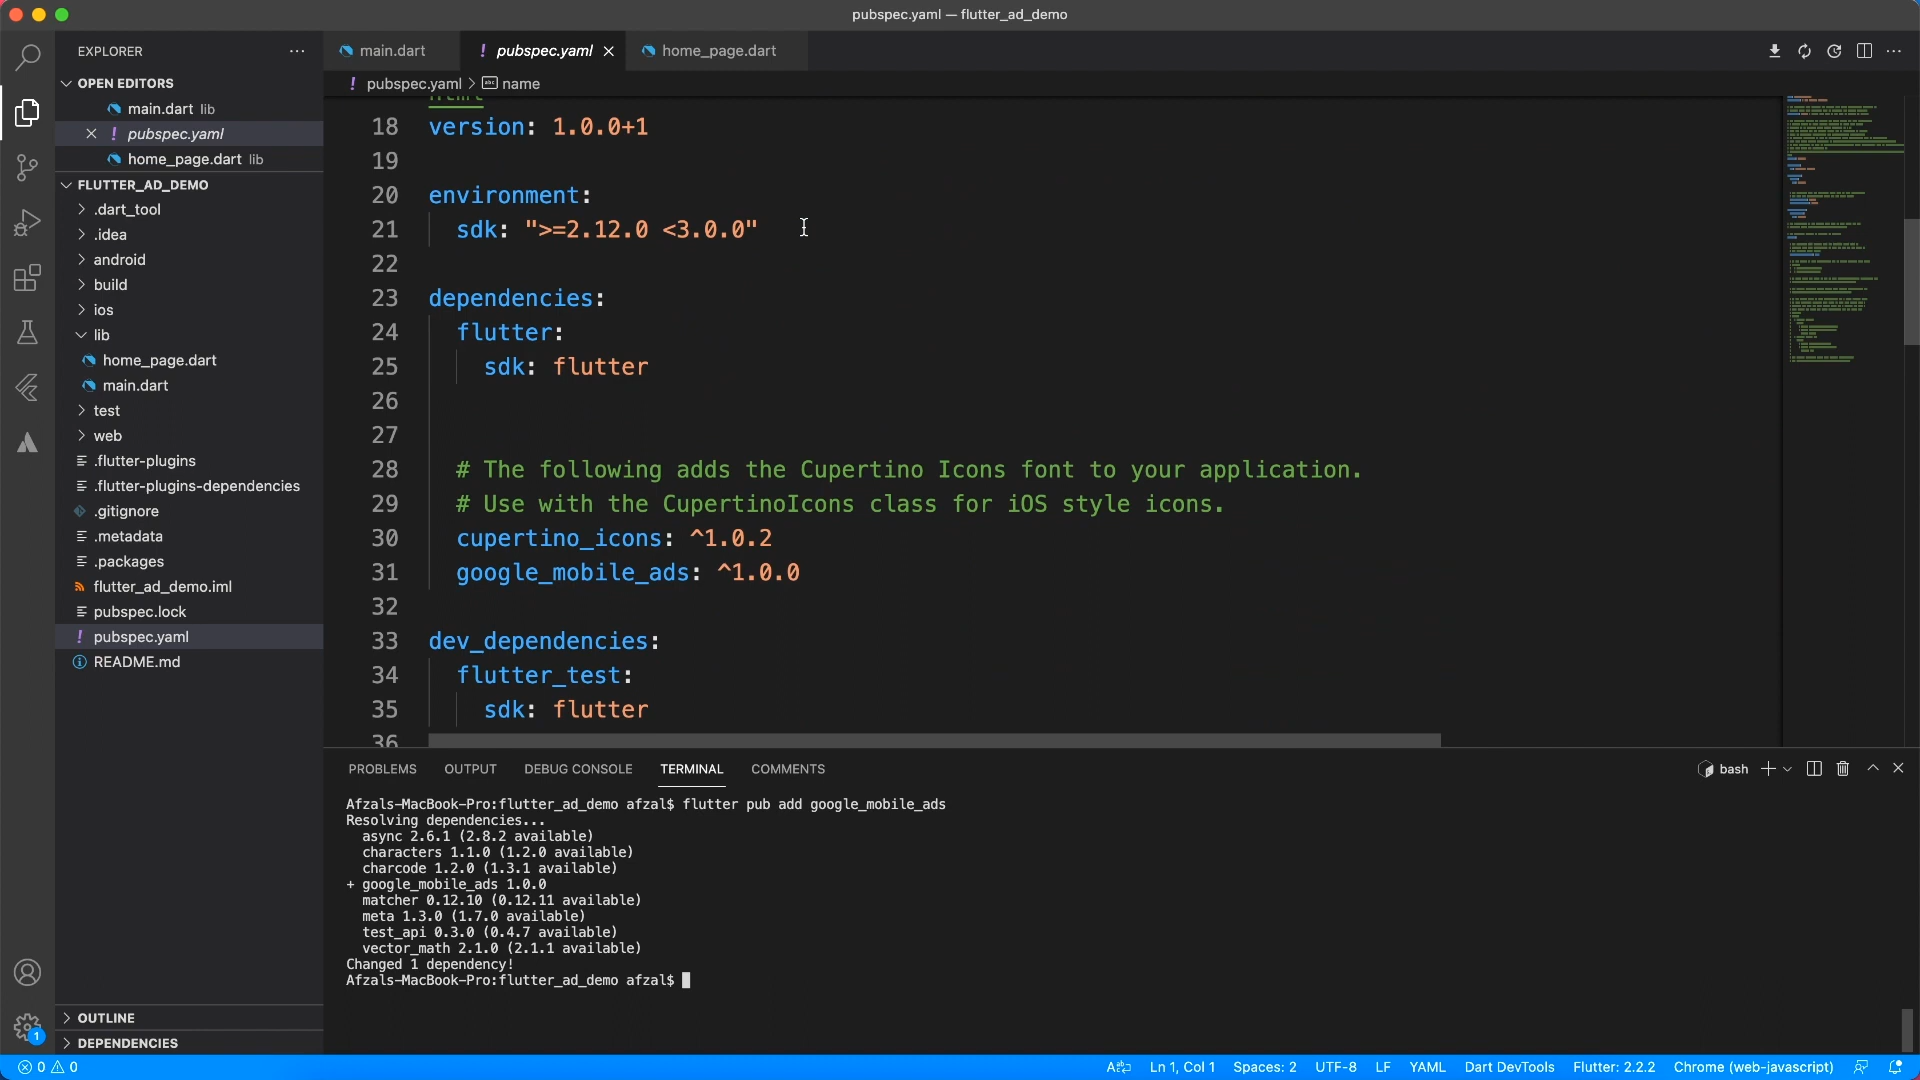 pubspec.yaml — flutter_ad_demo
EXPLORER
OPEN EDITORS
main.dart lib
pubspec.yaml
home_page.dart lib
FLUTTER_AD_DEMO
.dart_tool
.idea
android
build
ios
lib
home_page.dart
main.dart
test
web
.flutter-plugins
.flutter-plugins-dependencies
.gitignore
.metadata
.packages
flutter_ad_demo.iml
pubspec.lock
pubspec.yaml
README.md
OUTLINE
DEPENDENCIES
1
main.dart
! pubspec.yaml
home_page.dart
! pubspec.yaml > abc name
18 version: 1.0.0+1
19
20 environment:
21 sdk: ">=2.12.0 <3.0.0"
22
23 dependencies:
24 flutter:
25 sdk: flutter
26
27
28 # The following adds the Cupertino Icons font to your application.
29 # Use with the CupertinoIcons class for iOS style icons.
30 cupertino_icons: ^1.0.2
31 google_mobile_ads: ^1.0.0
32
33 dev_dependencies:
34 flutter_test:
35 sdk: flutter
36
PROBLEMS OUTPUT DEBUG CONSOLE TERMINAL COMMENTS
bash
Afzals-MacBook-Pro:flutter_ad_demo afzal$ flutter pub add google_mobile_ads
Resolving dependencies...
async 2.6.1 (2.8.2 available)
characters 1.1.0 (1.2.0 available)
charcode 1.2.0 (1.3.1 available)
+ google_mobile_ads 1.0.0
matcher 0.12.10 (0.12.11 available)
meta 1.3.0 (1.7.0 available)
test_api 0.3.0 (0.4.7 available)
vector_math 2.1.0 (2.1.1 available)
Changed 1 dependency!
Afzals-MacBook-Pro:flutter_ad_demo afzal$
0 0
Ln 1, Col 1 Spaces: 2 UTF-8 LF YAML Dart DevTools Flutter: 2.2.2 Chrome (web-javascript)